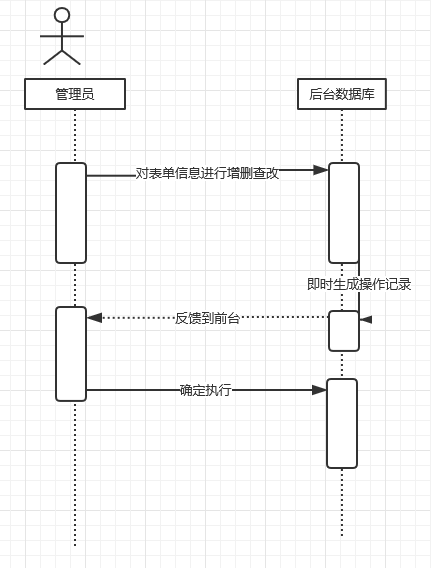 管理员
后台数据库
对表单信息进行增删查改
即时生成操作记录
反馈到前台
确定执行